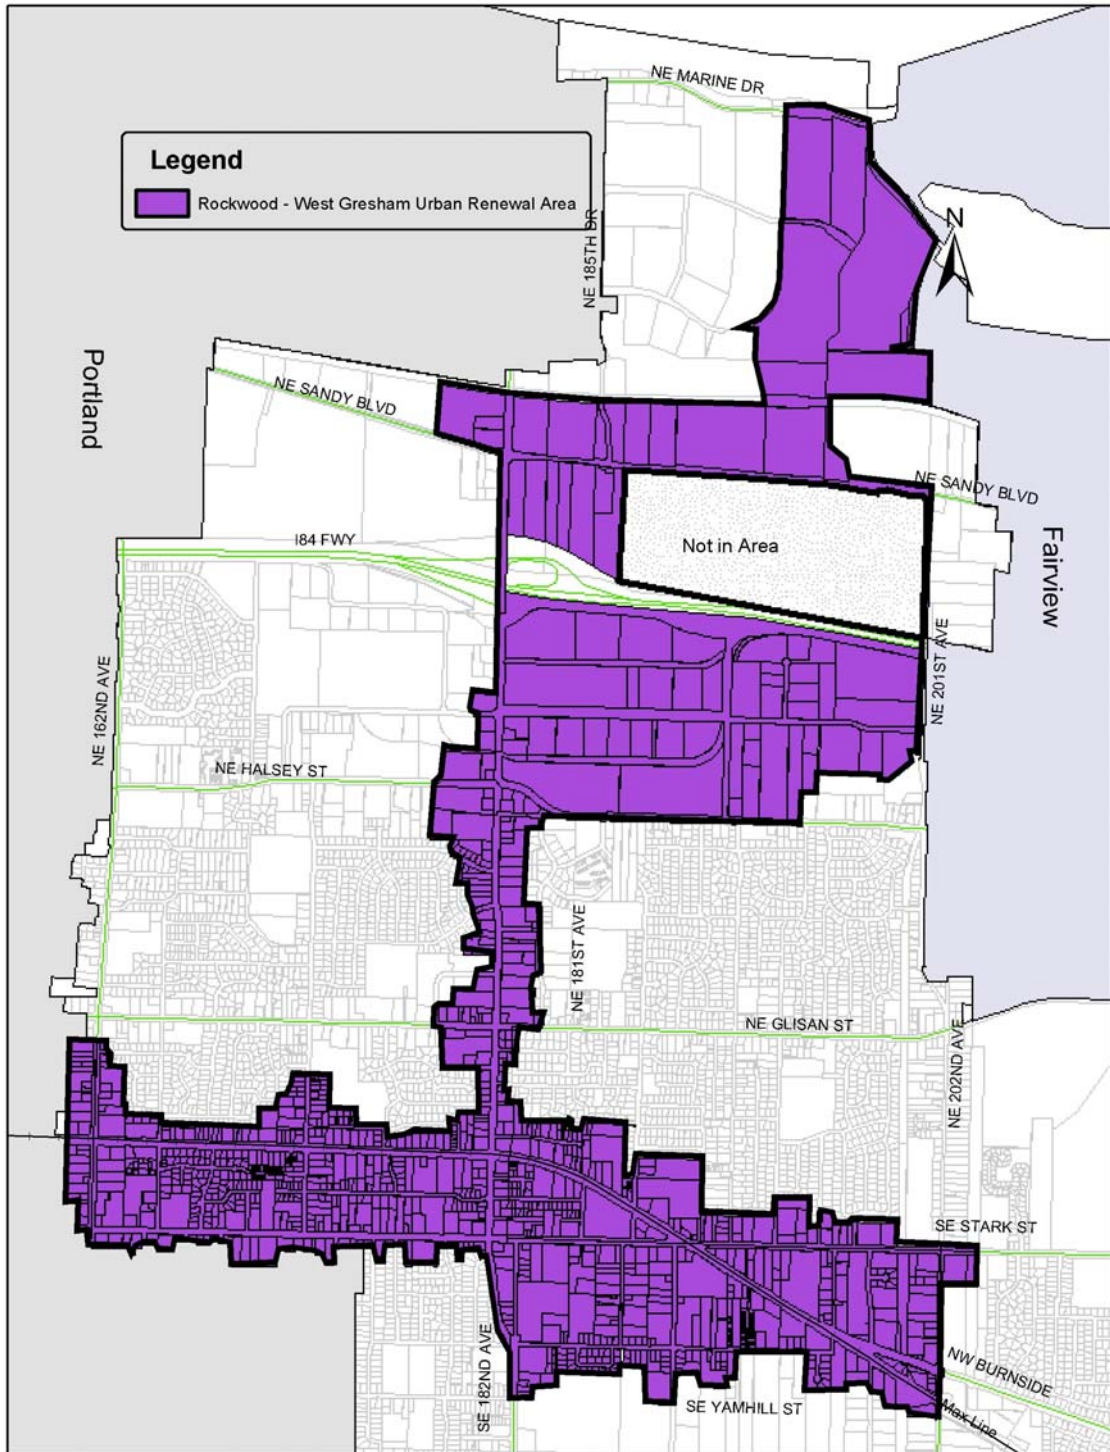 NE MARINE DR
Legend
Rockwood - West Gresham Urban Renewal Area
N
NE 185TH DR
Portland
NE SANDY BLVD
NE SANDY BLVD
I84 FWY
Not in Area
Fairview
NE 162ND AVE
NE 201ST AVE
NE HALSEY ST
NE 181ST AVE
NE GLISAN ST
NE 202ND AVE
SE STARK ST
SE 182ND AVE
NW BURNSIDE
SE YAMHILL ST
Max Line